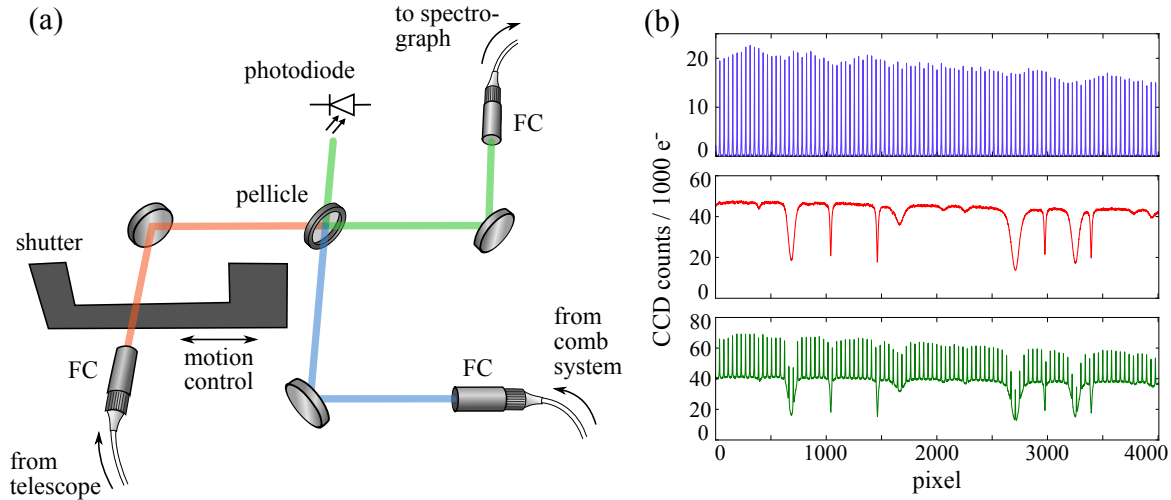 (a)
to spectro-
graph
photodiode
FC
pellicle
shutter
motion
control
FC
FC
from
comb
system
from
telescope
(b)
CCD counts / 1000 e-
20
10
0
60
40
20
0
80
60
40
20
0
0
1000
2000
3000
4000
pixel